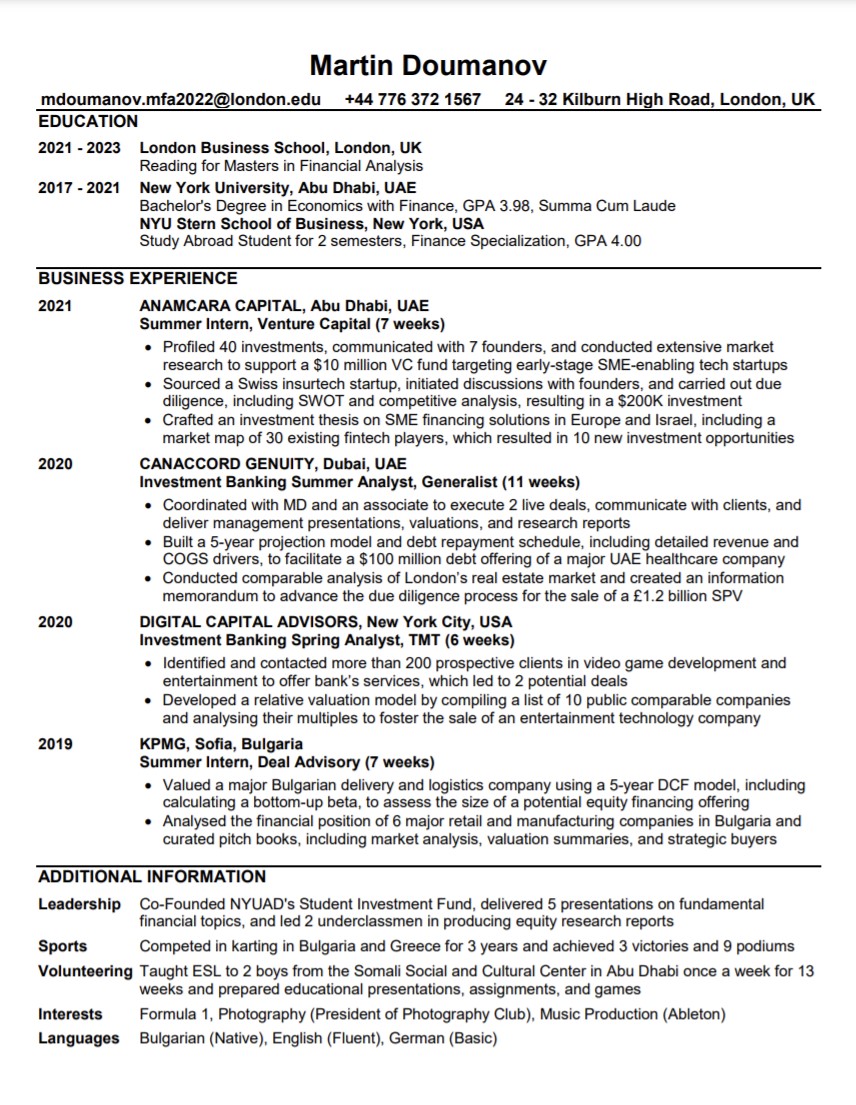 Martin Doumanov
mdoumanov.mfa2022@london.edu +44 776 372 1567 24 - 32 Kilburn High Road, London, UK
EDUCATION
2021 - 2023 London Business School, London, UK
Reading for Masters in Financial Analysis
2017 - 2021 New York University, Abu Dhabi, UAE
Bachelor's Degree in Economics with Finance, GPA 3.98, Summa Cum Laude
NYU Stern School of Business, New York, USA
Study Abroad Student for 2 semesters, Finance Specialization, GPA 4.00
BUSINESS EXPERIENCE
2021 ANAMCARA CAPITAL, Abu Dhabi, UAE
Summer Intern, Venture Capital (7 weeks)
• Profiled 40 investments, communicated with 7 founders, and conducted extensive market
research to support a $10 million VC fund targeting early-stage SME-enabling tech startups
• Sourced a Swiss insurtech startup, initiated discussions with founders, and carried out due
diligence, including SWOT and competitive analysis, resulting in a $200K investment
• Crafted an investment thesis on SME financing solutions in Europe and Israel, including a
market map of 30 existing fintech players, which resulted in 10 new investment opportunities
2020 CANACCORD GENUITY, Dubai, UAE
Investment Banking Summer Analyst, Generalist (11 weeks)
• Coordinated with MD and an associate to execute 2 live deals, communicate with clients, and
deliver management presentations, valuations, and research reports
• Built a 5-year projection model and debt repayment schedule, including detailed revenue and
COGS drivers, to facilitate a $100 million debt offering of a major UAE healthcare company
• Conducted comparable analysis of London's real estate market and created an information
memorandum to advance the due diligence process for the sale of a £1.2 billion SPV
2020 DIGITAL CAPITAL ADVISORS, New York City, USA
Investment Banking Spring Analyst, TMT (6 weeks)
• Identified and contacted more than 200 prospective clients in video game development and
entertainment to offer bank's services, which led to 2 potential deals
• Developed a relative valuation model by compiling a list of 10 public comparable companies
and analysing their multiples to foster the sale of an entertainment technology company
2019 KPMG, Sofia, Bulgaria
Summer Intern, Deal Advisory (7 weeks)
• Valued a major Bulgarian delivery and logistics company using a 5-year DCF model, including
calculating a bottom-up beta, to assess the size of a potential equity financing offering
• Analysed the financial position of 6 major retail and manufacturing companies in Bulgaria and
curated pitch books, including market analysis, valuation summaries, and strategic buyers
ADDITIONAL INFORMATION
Leadership Co-Founded NYUAD's Student Investment Fund, delivered 5 presentations on fundamental
financial topics, and led 2 underclassmen in producing equity research reports
Sports Competed in karting in Bulgaria and Greece for 3 years and achieved 3 victories and 9 podiums
Volunteering Taught ESL to 2 boys from the Somali Social and Cultural Center in Abu Dhabi once a week for 13
weeks and prepared educational presentations, assignments, and games
Interests Formula 1, Photography (President of Photography Club), Music Production (Ableton)
Languages Bulgarian (Native), English (Fluent), German (Basic)